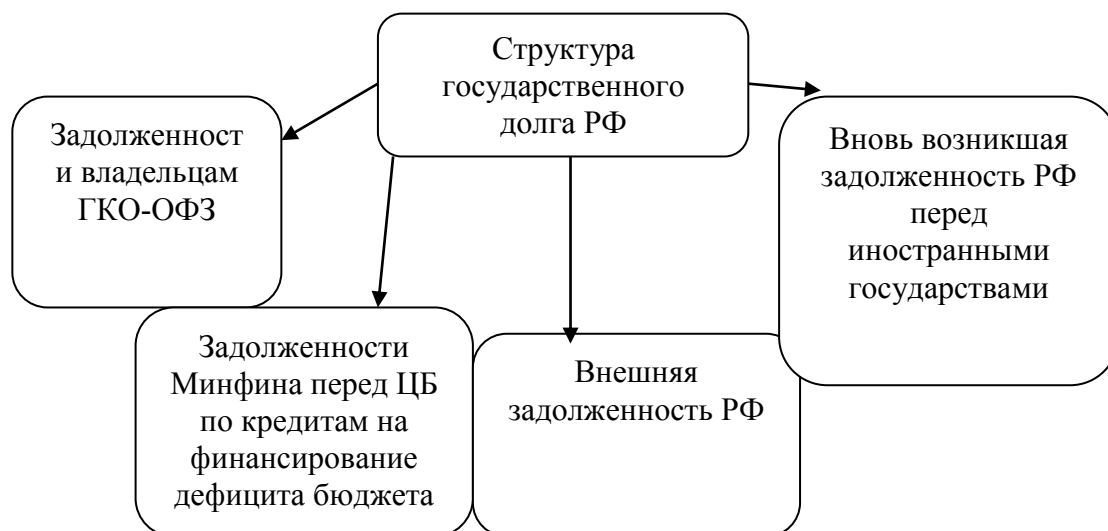 Структура
государственного
долга РФ
Задолженност
и владельцам
ГКО-ОФЗ
Задолженности
Минфина перед ЦБ
по кредитам на
финансирование
дефицита бюджета
Внешняя
задолженность РФ
Вновь возникшая
задолженность РФ
перед
иностранными
государствами